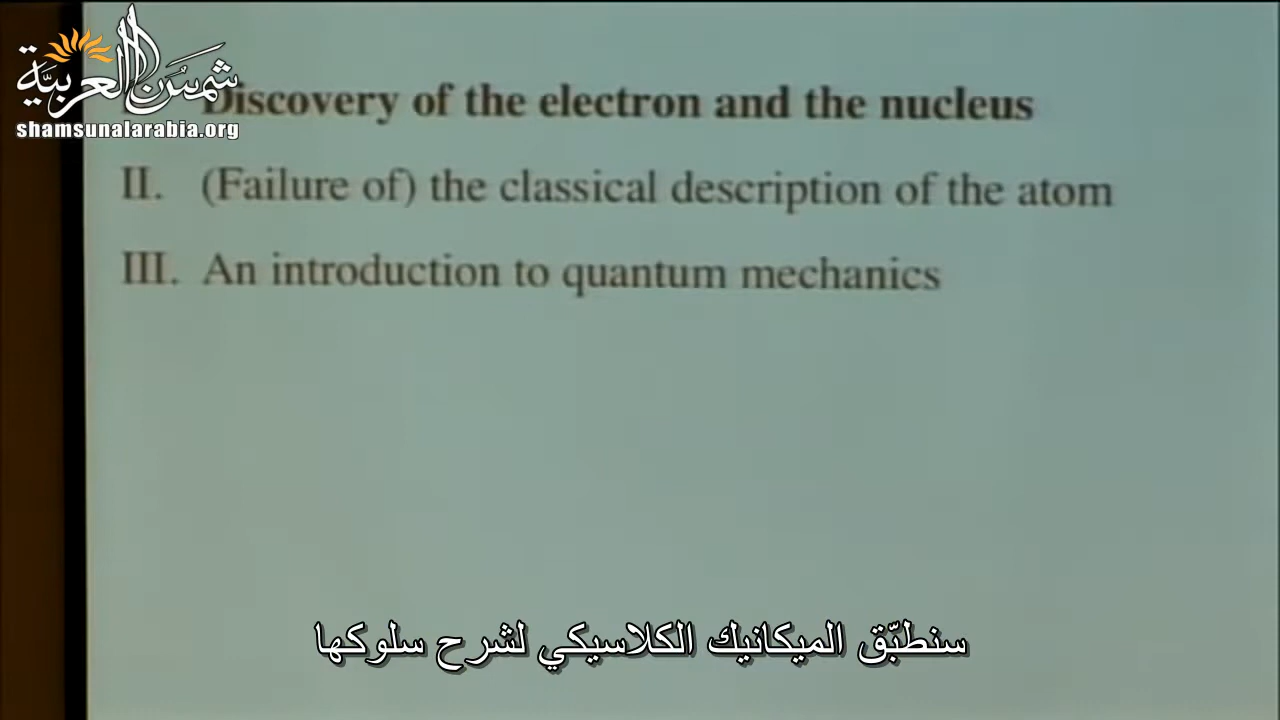 شمس العربية
shamsunalarabia.org
Discovery of the electron and the nucleus
II. (Failure of) the classical description of the atom
III. An introduction to quantum mechanics
سنطبّق الميكانيك الكلاسيكي لشرح سلوكها